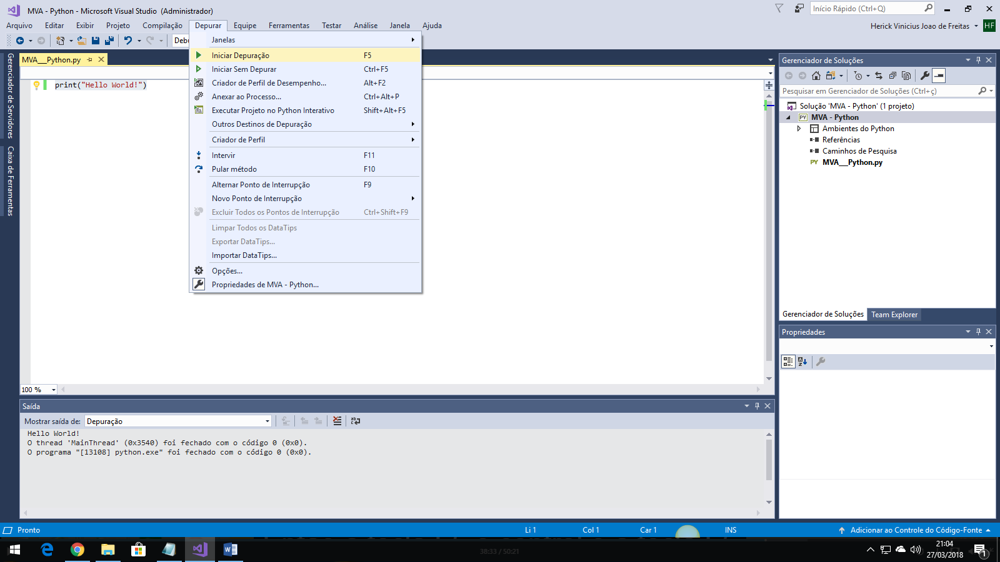 MVA - Python - Microsoft Visual Studio (Administrador)
Início Rápido (Ctrl+Q)
Arquivo Editar Exibir Projeto Compilação Depurar Equipe Ferramentas Testar Análise Janela Ajuda
Herick Vinicius Joao de Freitas HF
Debu
Janelas
Iniciar Depuração F5
Iniciar Sem Depurar Ctrl+F5
Criador de Perfil de Desempenho... Alt+F2
Anexar ao Processo... Ctrl+Alt+P
Executar Projeto no Python Interativo Shift+Alt+F5
Outros Destinos de Depuração
Criador de Perfil
Intervir F11
Pular método F10
Alternar Ponto de Interrupção F9
Novo Ponto de Interrupção
Excluir Todos os Pontos de Interrupção Ctrl+Shift+F9
Limpar Todos os DataTips
Exportar DataTips...
Importar DataTips...
Opções...
Propriedades de MVA - Python...
Gerenciador de Servidores
Caixa de Ferramentas
MVA___Python.py
print("Hello World!")
100 %
Gerenciador de Soluções
Pesquisar em Gerenciador de Soluções (Ctrl+ç)
Solução 'MVA - Python' (1 projeto)
PY MVA - Python
Ambientes do Python
Referências
Caminhos de Pesquisa
PY MVA___Python.py
Gerenciador de Soluções Team Explorer
Propriedades
Saída
Mostrar saída de: Depuração
Hello World!
O thread 'MainThread' (0x3540) foi fechado com o código 0 (0x0).
O programa "[13108] python.exe" foi fechado com o código 0 (0x0).
Pronto Li 1 Col 1 Car 1 INS Adicionar ao Controle do Código-Fonte
38:33 / 50:21
21:04
27/03/2018
1